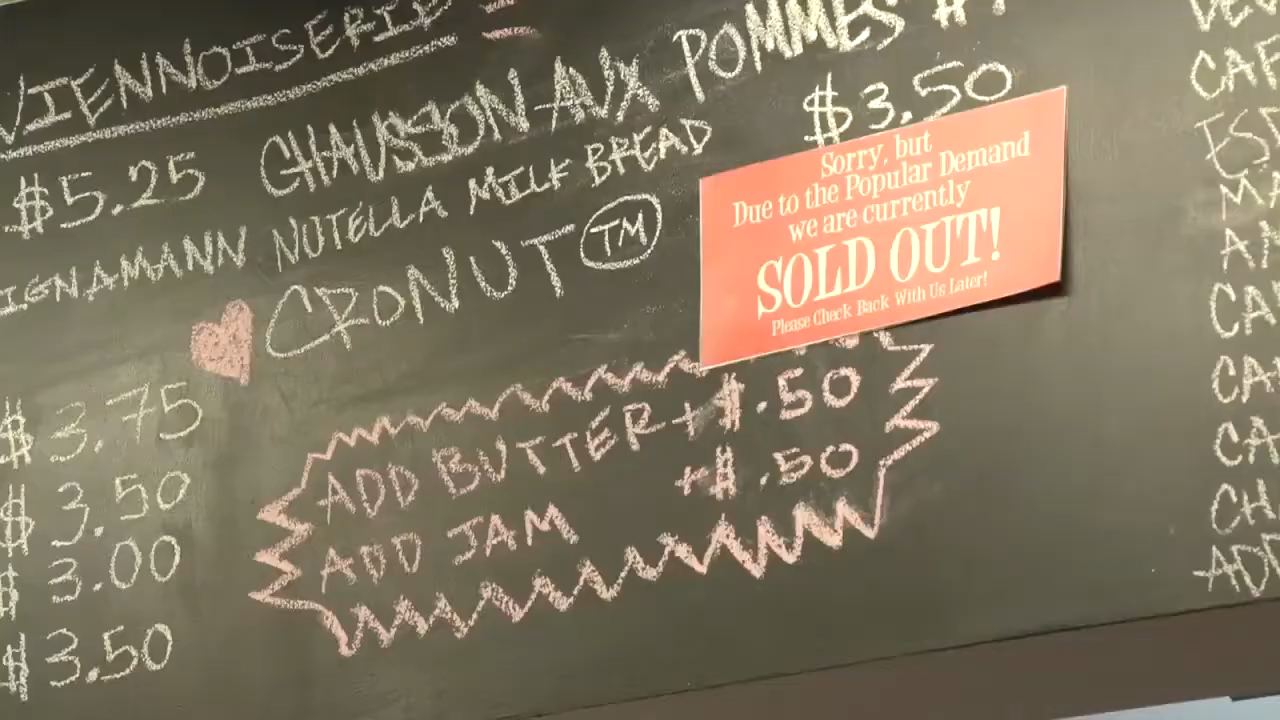 VIENNOISERIE
CHAUSSON AUX POMMES
$5.25
$3.50
NUTELLA MILK BREAD
CRONUT TM
Sorry, but
Due to the Popular Demand
we are currently
SOLD OUT!
Please Check Back With Us Later!
$3.75
$3.50
$3.00
$3.50
ADD BUTTER +$.50
ADD JAM +$.50